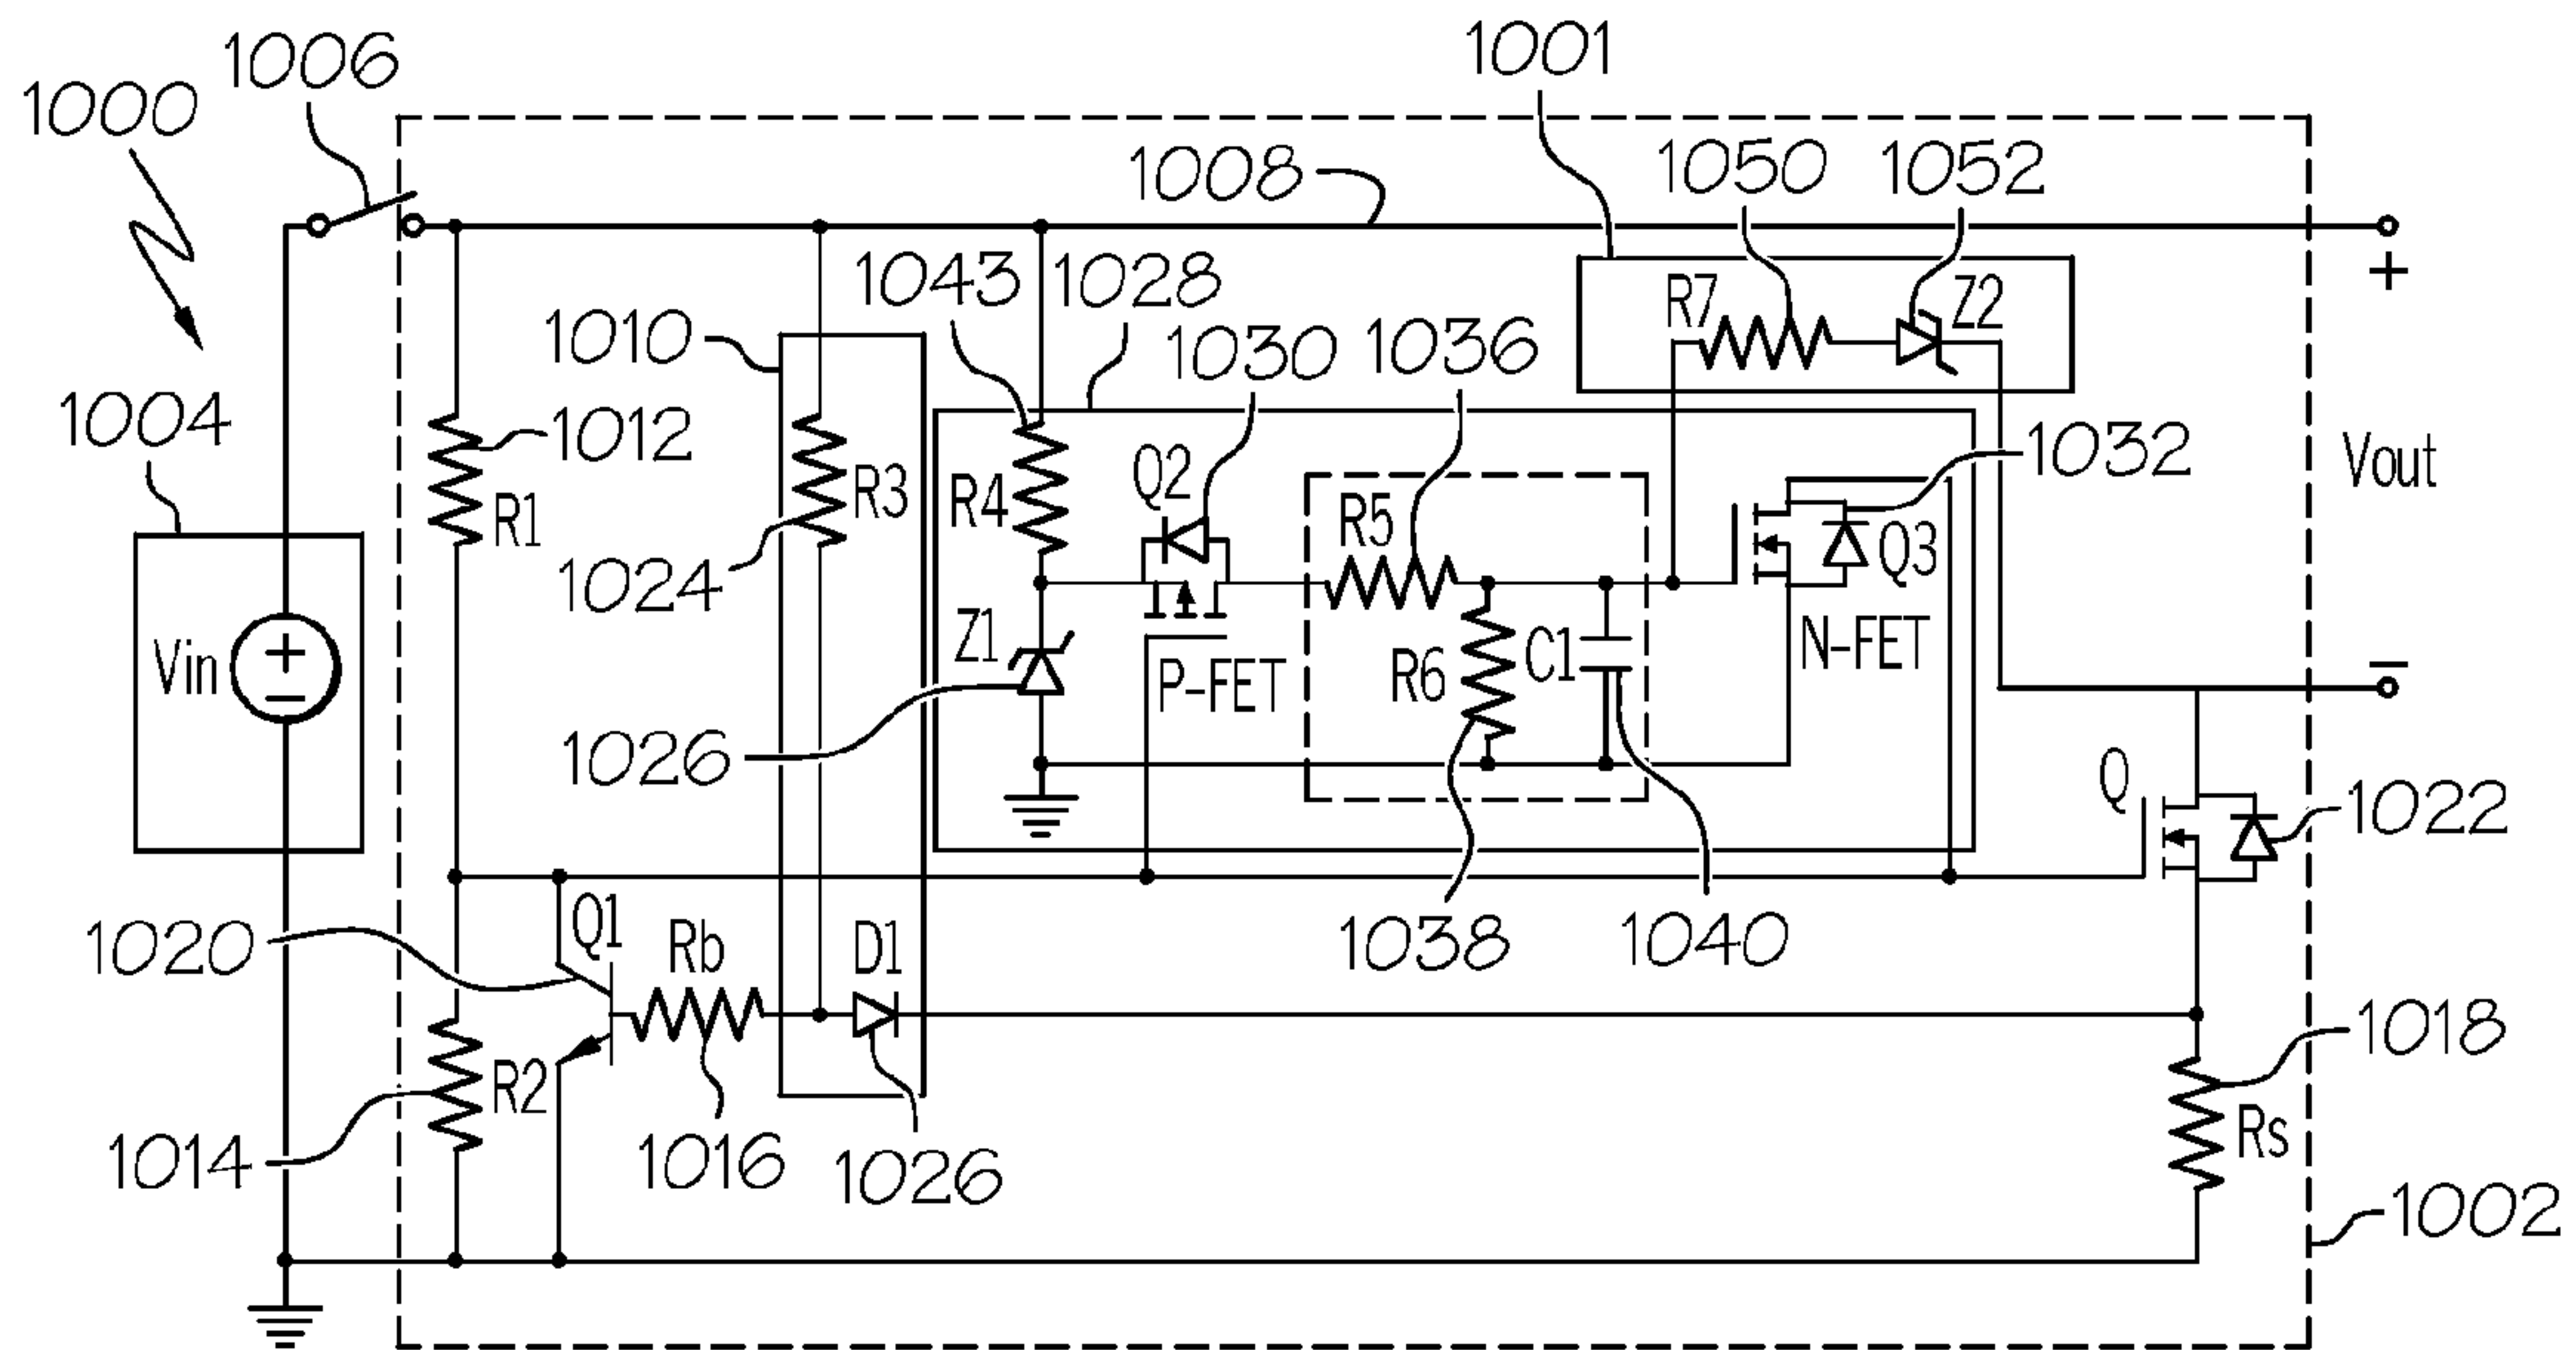 1001
1006
1000
1008
1050
1052
1043
1028
R7
Z2
1010
1030
1036
1004
1012
1032
Vout
Q2
R3
R4
R5
R1
Q3
1024
Z1
N-FET
Vin
R6
C1
P-FET
+
−
+
−
1026
Q
1022
Q1
Rb
D1
1020
1038
1040
1018
R2
Rs
1014
1016
1026
1002